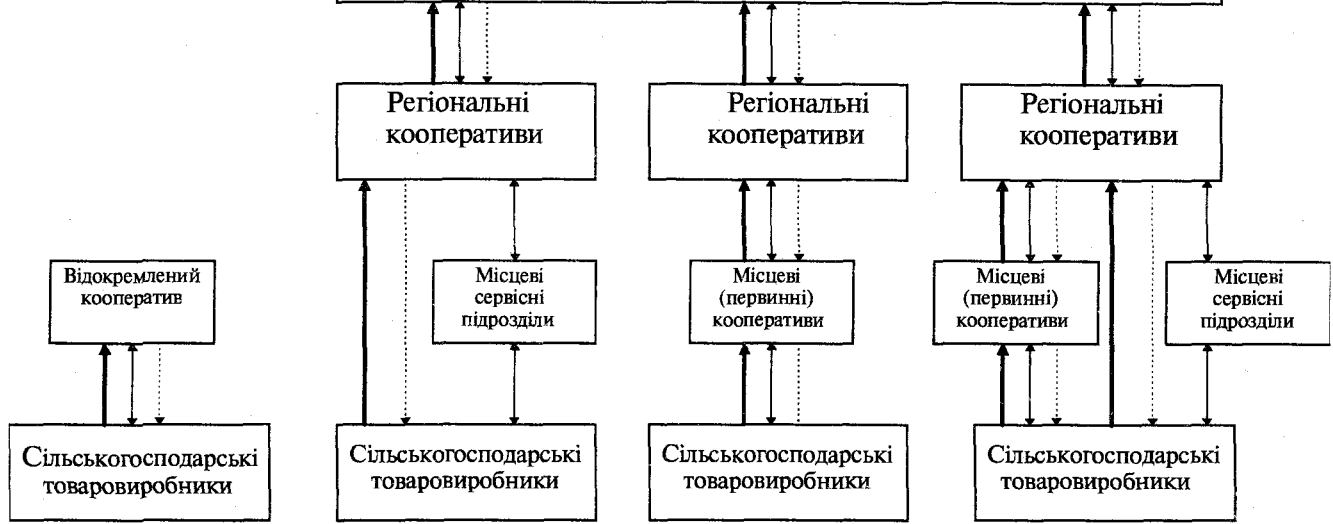 Регіональні
кооперативи
Регіональні
кооперативи
Регіональні
кооперативи
Відокремлений
кооператив
Місцеві
сервісні
підрозділи
Місцеві
(первинні)
кооперативи
Місцеві
(первинні)
кооперативи
Місцеві
сервісні
підрозділи
Сільськогосподарські
товаровиробники
Сільськогосподарські
товаровиробники
Сільськогосподарські
товаровиробники
Сільськогосподарські
товаровиробники